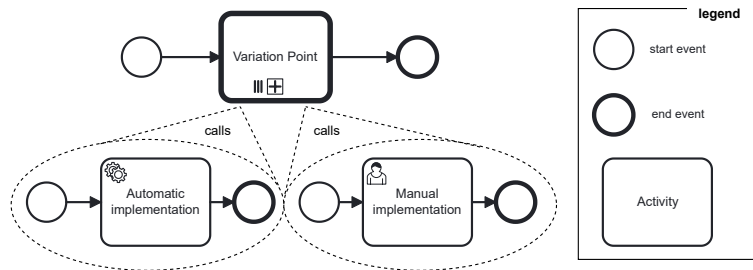 legend
Variation Point
start event
calls
calls
end event
Automatic
implementation
Manual
implementation
Activity